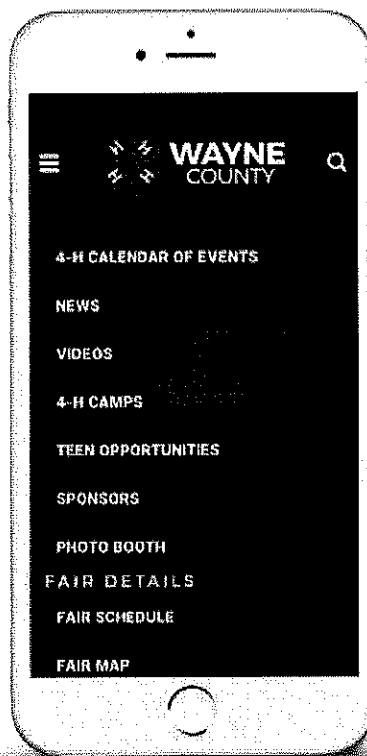 H H
H H
WAYNE
COUNTY
4-H CALENDAR OF EVENTS
NEWS
VIDEOS
4-H CAMPS
TEEN OPPORTUNITIES
SPONSORS
PHOTO BOOTH
FAIR DETAILS
FAIR SCHEDULE
FAIR MAP